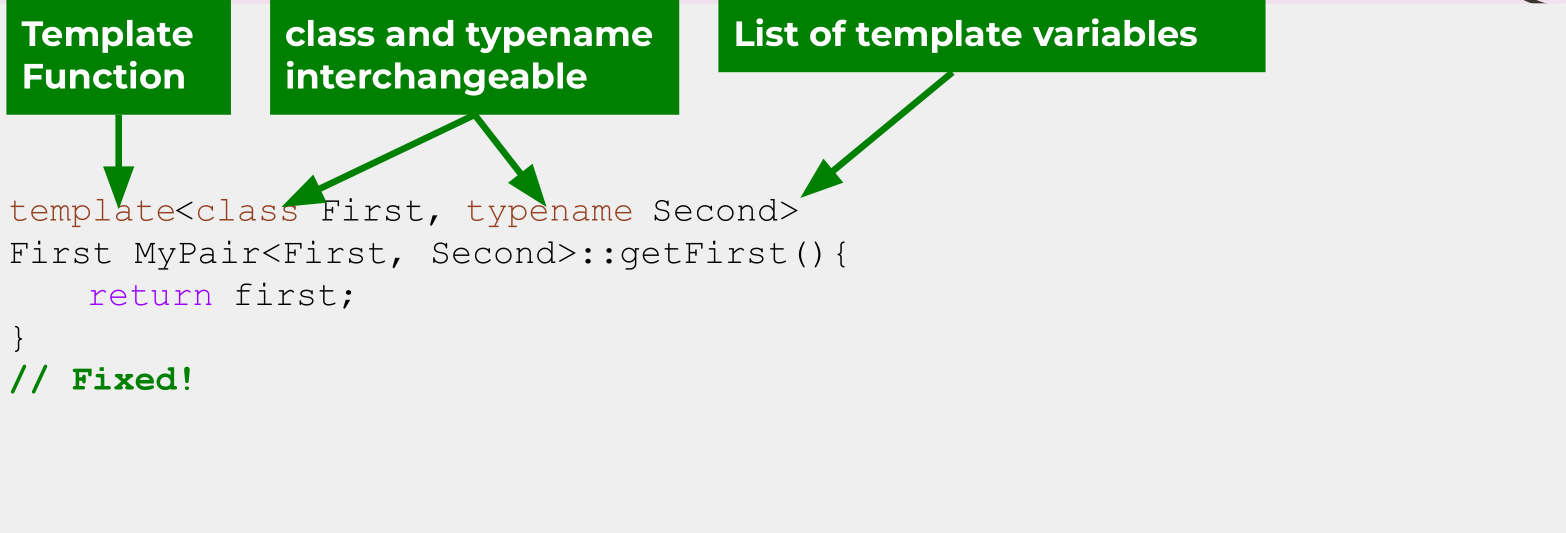 Template
Function
class and typename
interchangeable
List of template variables
template<class First, typename Second>
First MyPair<First, Second>::getFirst(){
    return first;
}
// Fixed!